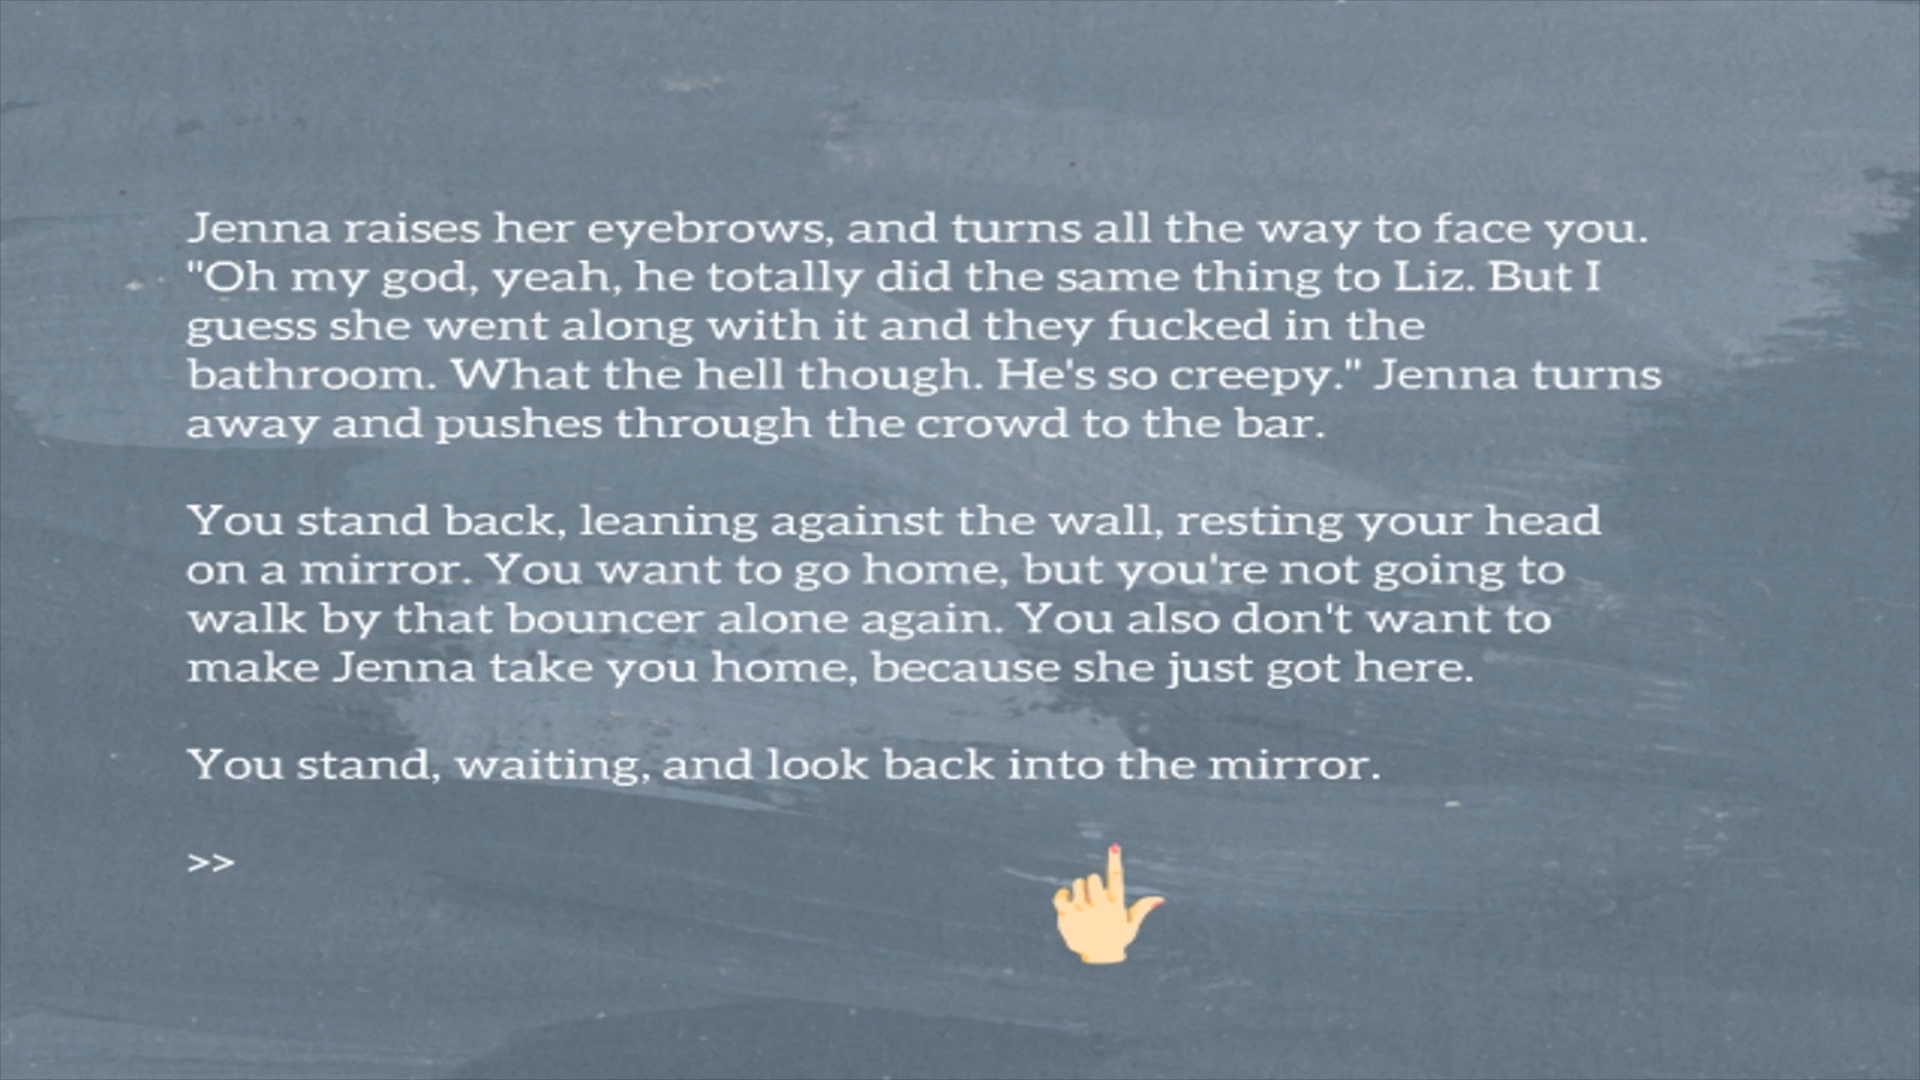 Jenna raises her eyebrows, and turns all the way to face you.
"Oh my god, yeah, he totally did the same thing to Liz. But I
guess she went along with it and they fucked in the
bathroom. What the hell though. He's so creepy." Jenna turns
away and pushes through the crowd to the bar.
You stand back, leaning against the wall, resting your head
on a mirror. You want to go home, but you're not going to
walk by that bouncer alone again. You also don't want to
make Jenna take you home, because she just got here.
You stand, waiting, and look back into the mirror.
>>